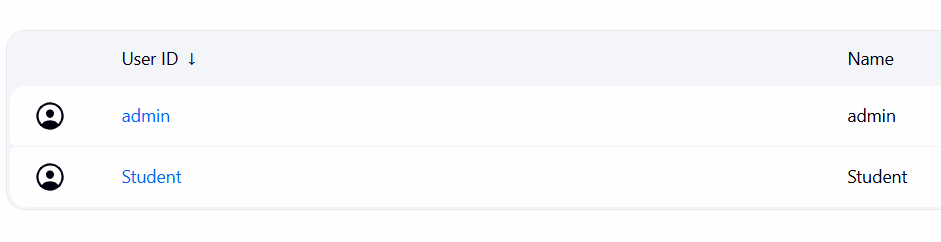 User ID ↓ Name
admin admin
Student Student